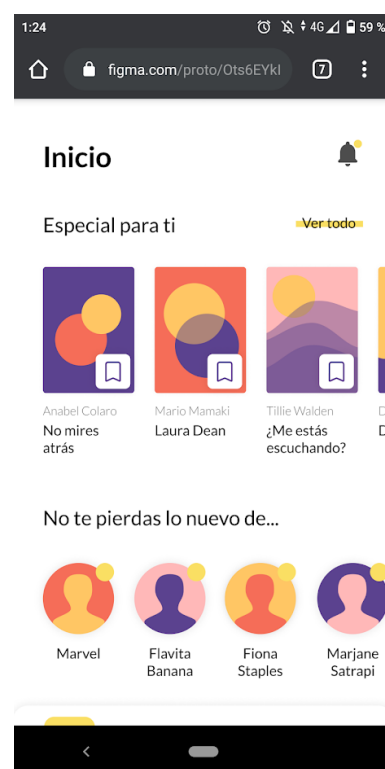 1:24 4G 59 %
figma.com/proto/Ots6EYkI 7
Inicio
Especial para ti Ver todo
Anabel Colaro Mario Mamaki Tillie Walden D
No mires Laura Dean ¿Me estás D
atrás escuchando?
No te pierdas lo nuevo de...
Marvel Flavita Fiona Marjane
Banana Staples Satrapi